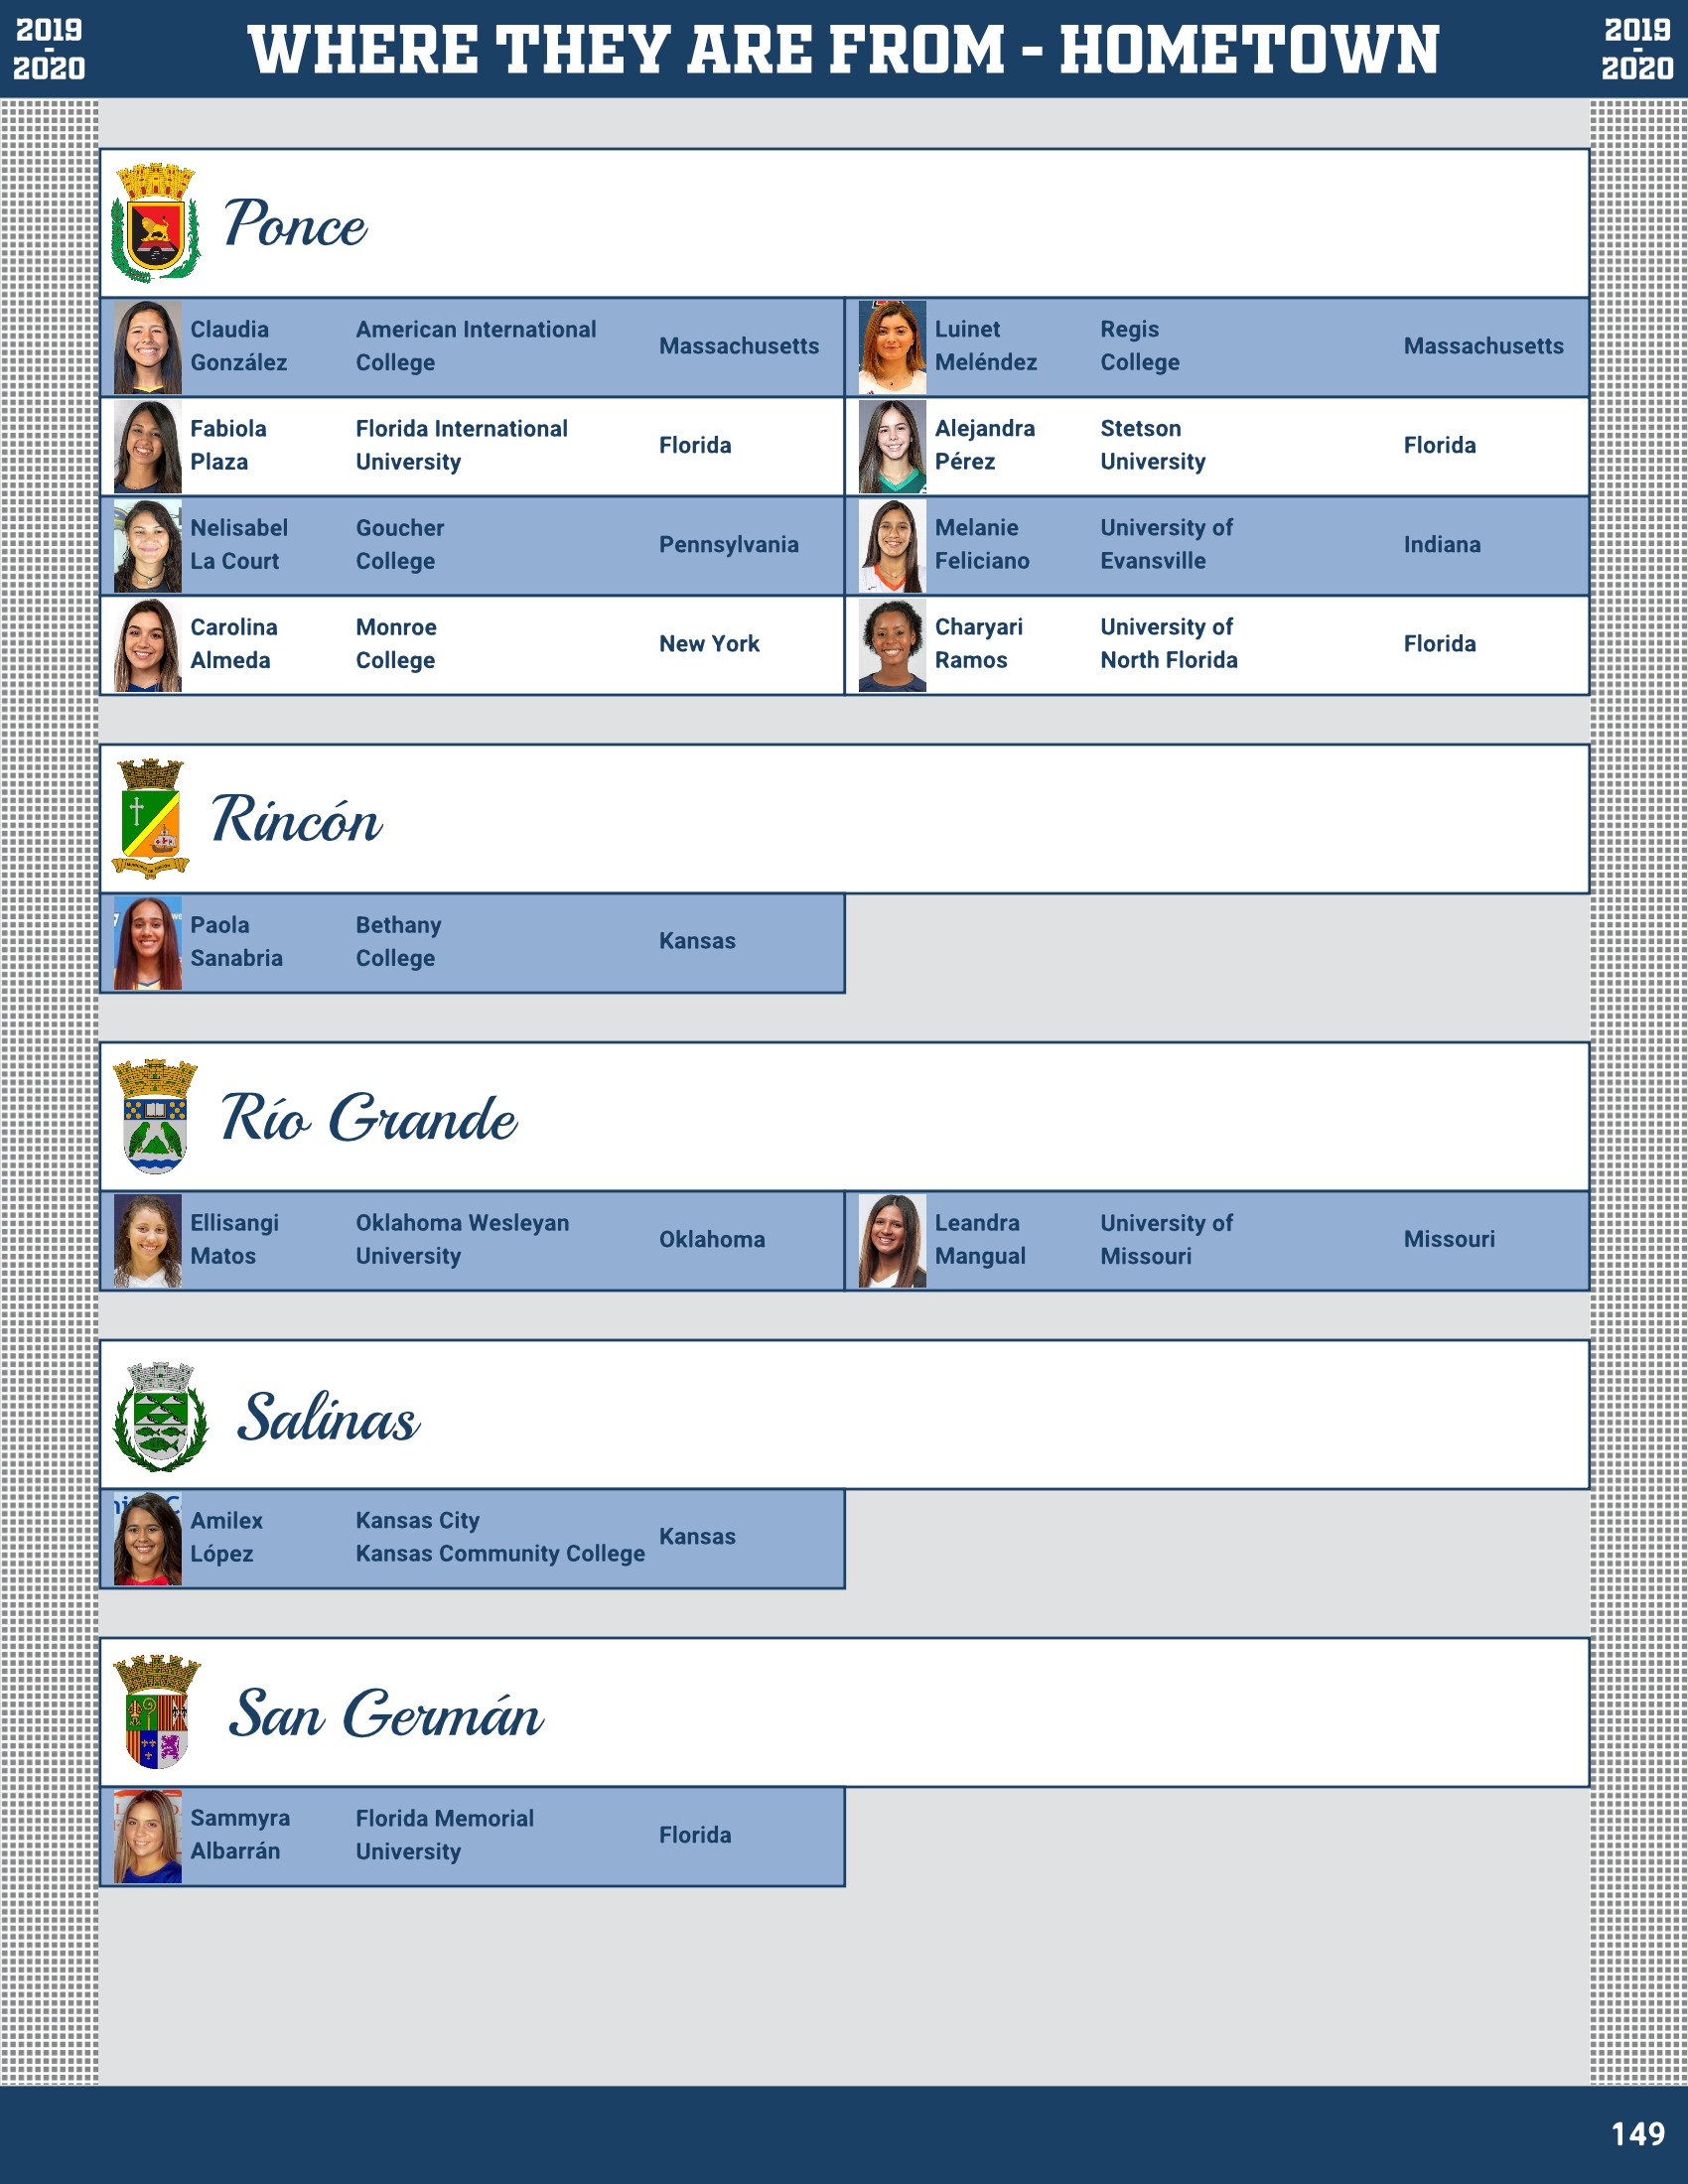 2019
-
2020
WHERE THEY ARE FROM - HOMETOWN
2019
-
2020
Ponce
Claudia González
American International College
Massachusetts
Luinet Meléndez
Regis College
Massachusetts
Fabiola Plaza
Florida International University
Florida
Alejandra Pérez
Stetson University
Florida
Nelisabel La Court
Goucher College
Pennsylvania
Melanie Feliciano
University of Evansville
Indiana
Carolina Almeda
Monroe College
New York
Charyari Ramos
University of North Florida
Florida
Rincón
Paola Sanabria
Bethany College
Kansas
Río Grande
Ellisangi Matos
Oklahoma Wesleyan University
Oklahoma
Leandra Mangual
University of Missouri
Missouri
Salinas
Amilex López
Kansas City Kansas Community College
Kansas
San Germán
Sammyra Albarrán
Florida Memorial University
Florida
149